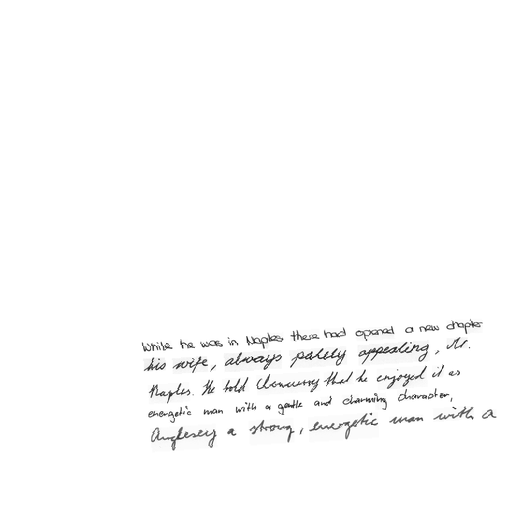 While he was in Naples there had opened a new chapter
his wife, always palely appealing,
Naples. He told Chauncey that he enjoyed it as
energetic man with a gentle and charming character,
Anglesey a strong, energetic man with a